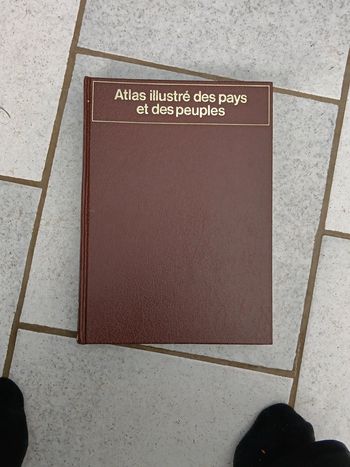 Atlas illustré des pays
et des peuples